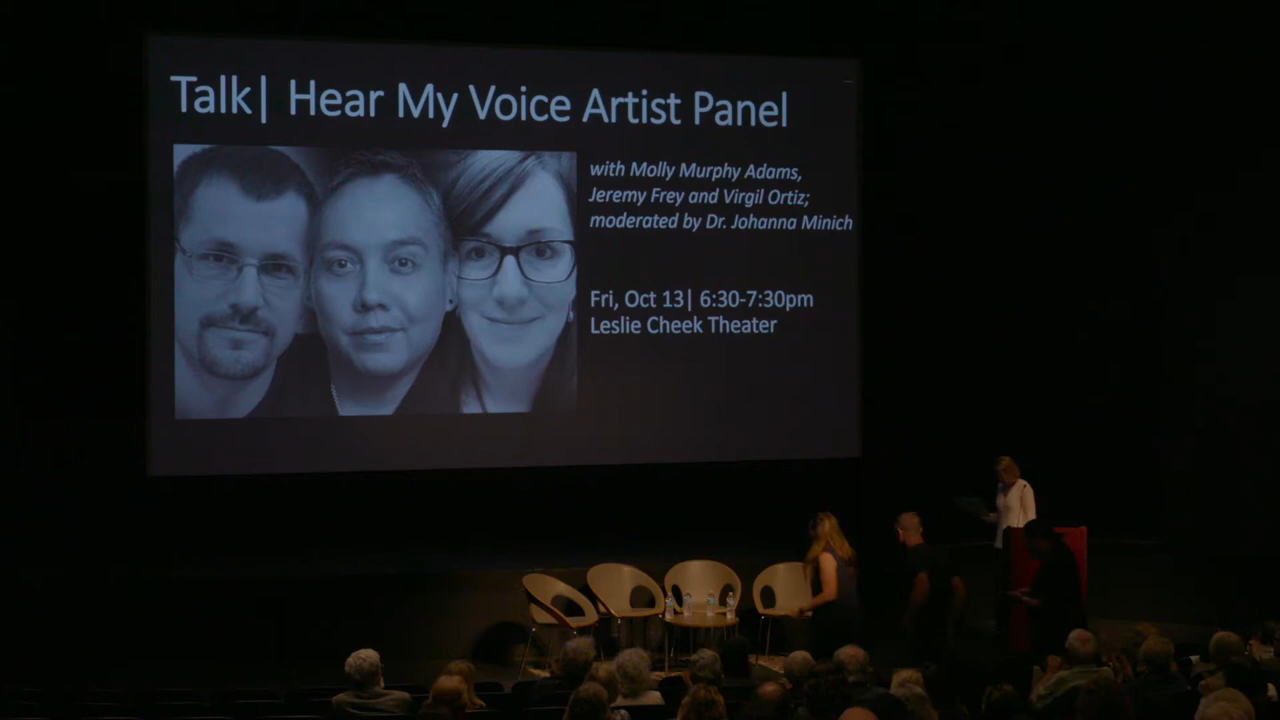 Talk| Hear My Voice Artist Panel
with Molly Murphy Adams,
Jeremy Frey and Virgil Ortiz;
moderated by Dr. Johanna Minich
Fri, Oct 13| 6:30-7:30pm
Leslie Cheek Theater